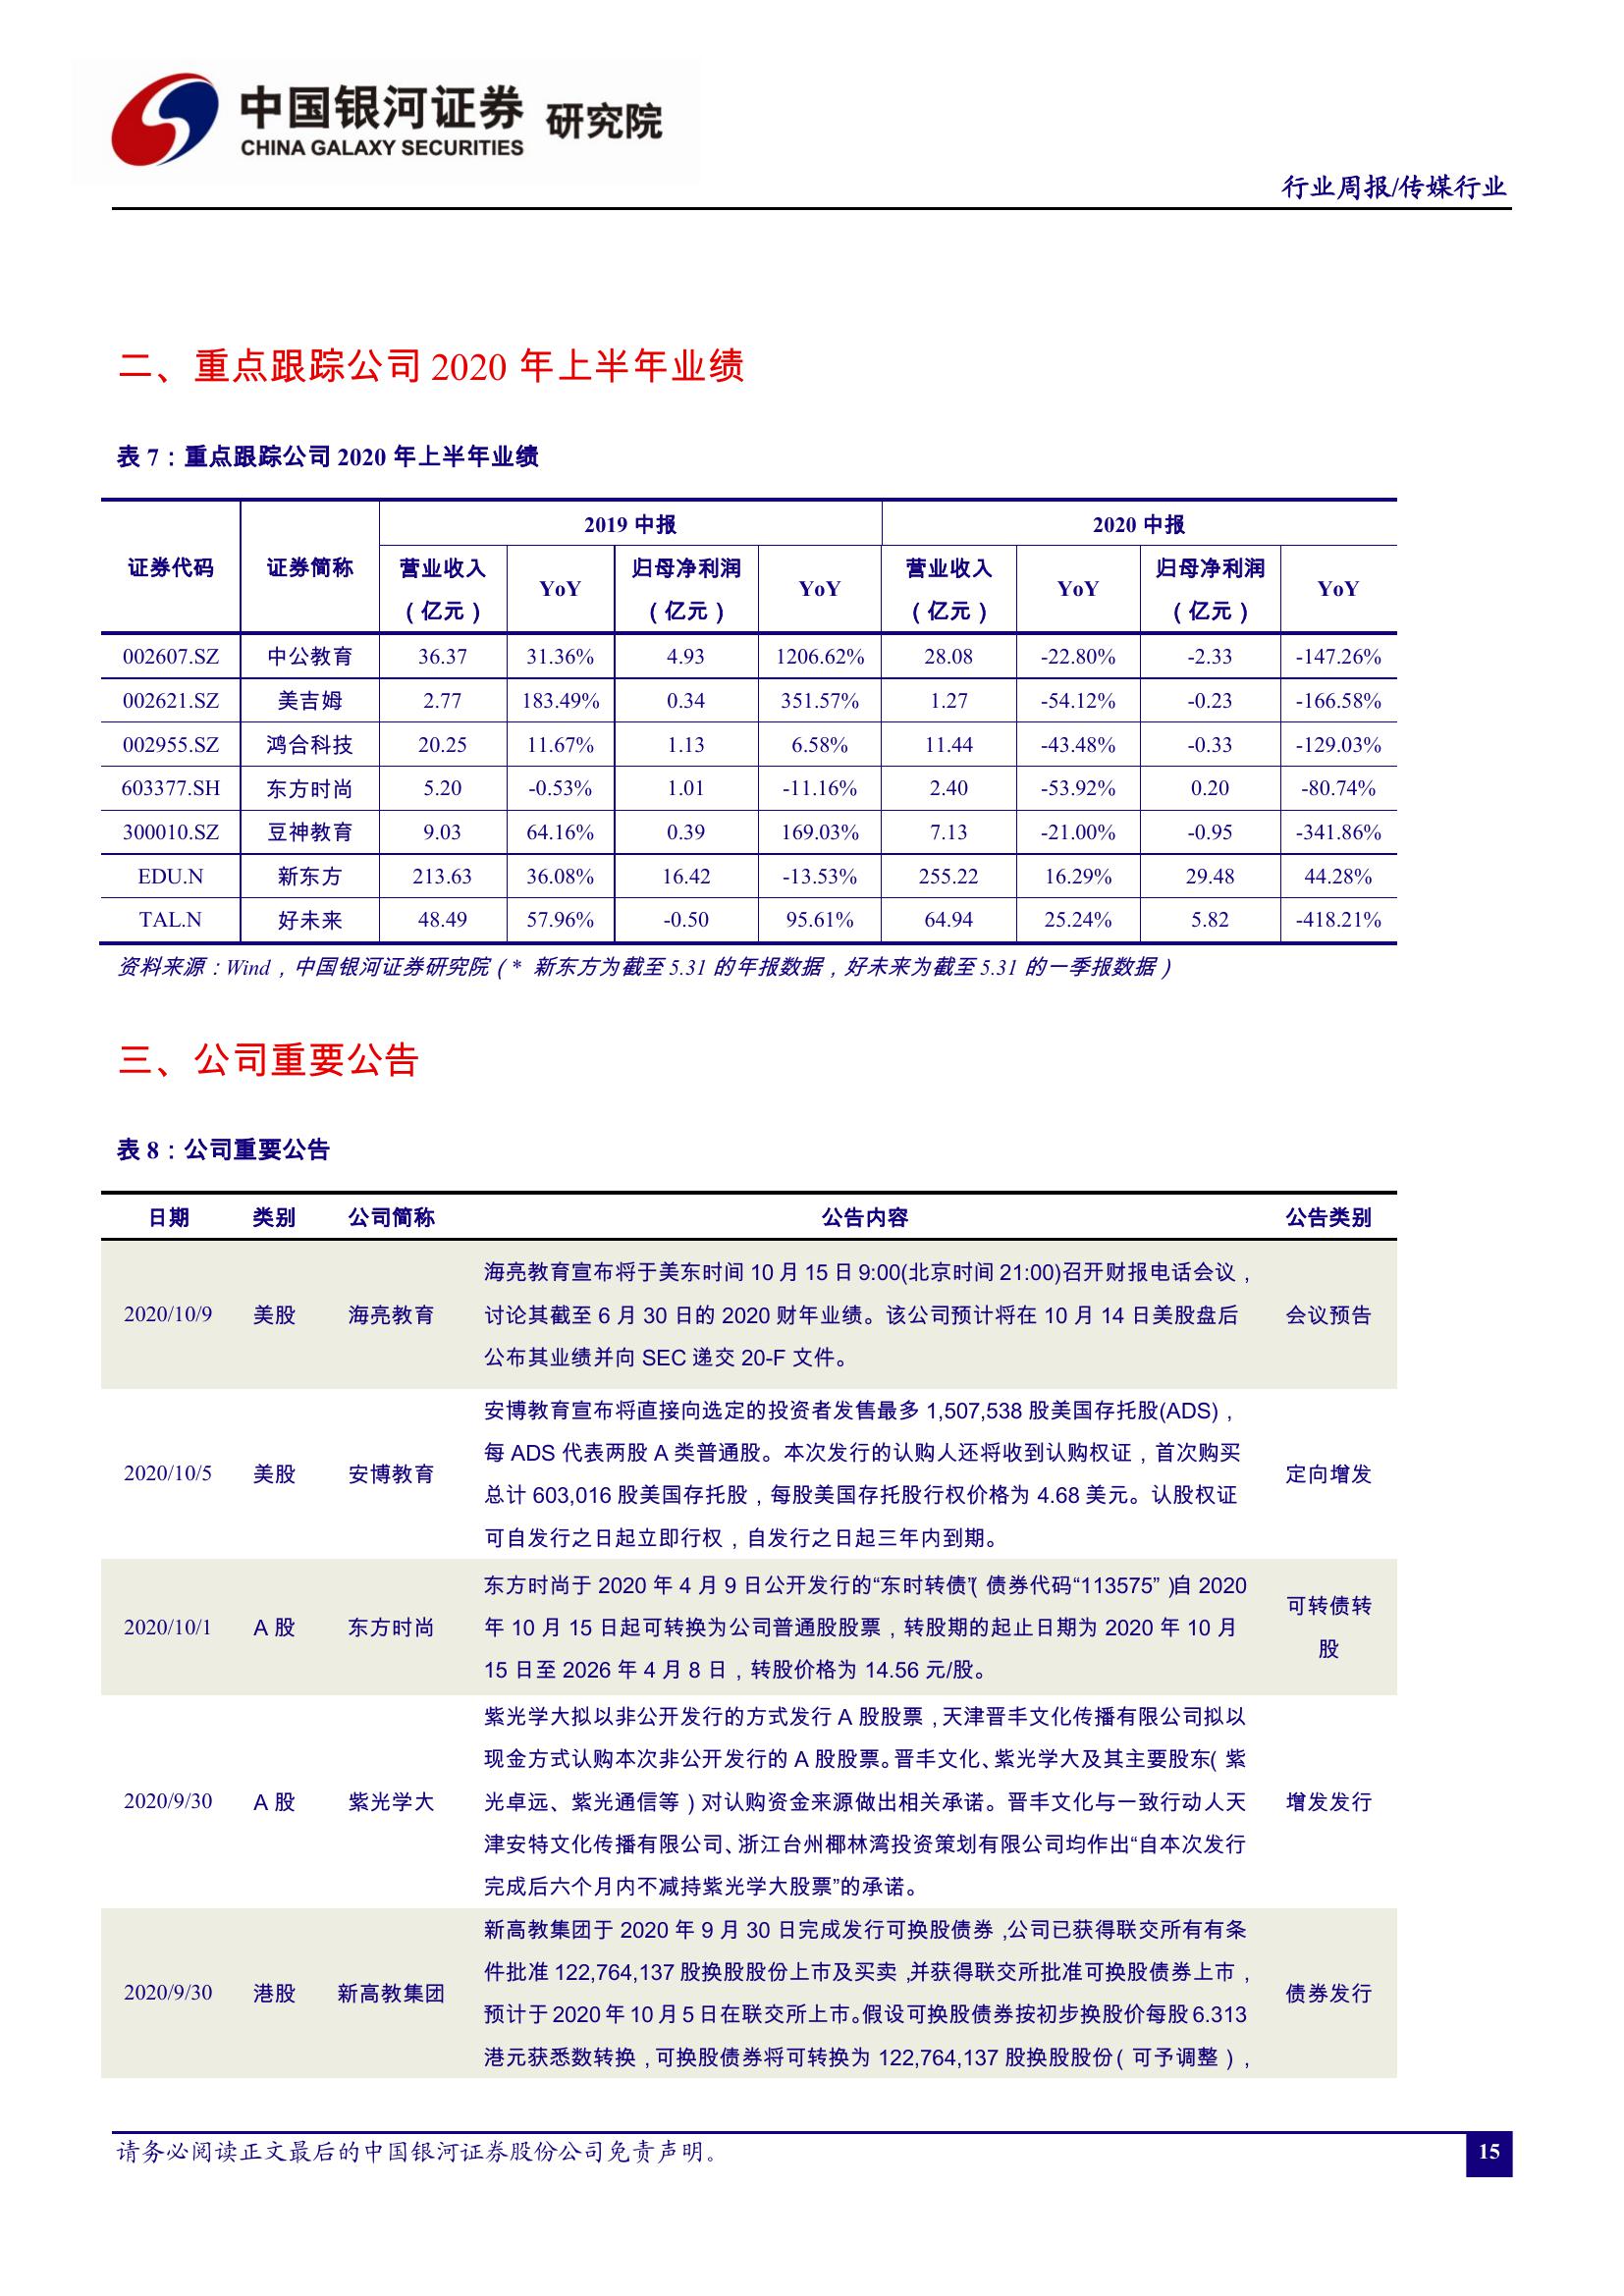 中国银河证券 研究院
CHINA GALAXY SECURITIES
行业周报/传媒行业
二、重点跟踪公司 2020 年上半年业绩
表 7：重点跟踪公司 2020 年上半年业绩
证券代码 证券简称 2019 中报 2020 中报
营业收入（亿元） YoY 归母净利润（亿元） YoY 营业收入（亿元） YoY 归母净利润（亿元） YoY
002607.SZ 中公教育 36.37 31.36% 4.93 1206.62% 28.08 -22.80% -2.33 -147.26%
002621.SZ 美吉姆 2.77 183.49% 0.34 351.57% 1.27 -54.12% -0.23 -166.58%
002955.SZ 鸿合科技 20.25 11.67% 1.13 6.58% 11.44 -43.48% -0.33 -129.03%
603377.SH 东方时尚 5.20 -0.53% 1.01 -11.16% 2.40 -53.92% 0.20 -80.74%
300010.SZ 豆神教育 9.03 64.16% 0.39 169.03% 7.13 -21.00% -0.95 -341.86%
EDU.N 新东方 213.63 36.08% 16.42 -13.53% 255.22 16.29% 29.48 44.28%
TAL.N 好未来 48.49 57.96% -0.50 95.61% 64.94 25.24% 5.82 -418.21%
资料来源：Wind，中国银河证券研究院（* 新东方为截至 5.31 的年报数据，好未来为截至 5.31 的一季报数据）
三、公司重要公告
表 8：公司重要公告
日期 类别 公司简称 公告内容 公告类别
2020/10/9 美股 海亮教育
海亮教育宣布将于美东时间 10 月 15 日 9:00(北京时间 21:00)召开财报电话会议，
讨论其截至 6 月 30 日的 2020 财年业绩。该公司预计将在 10 月 14 日美股盘后
公布其业绩并向 SEC 递交 20-F 文件。
会议预告
2020/10/5 美股 安博教育
安博教育宣布将直接向选定的投资者发售最多 1,507,538 股美国存托股(ADS)，
每 ADS 代表两股 A 类普通股。本次发行的认购人还将收到认购权证，首次购买
总计 603,016 股美国存托股，每股美国存托股行权价格为 4.68 美元。认股权证
可自发行之日起立即行权，自发行之日起三年内到期。
定向增发
2020/10/1 A 股 东方时尚
东方时尚于 2020 年 4 月 9 日公开发行的“东时转债”（债券代码“113575”）自 2020
年 10 月 15 日起可转换为公司普通股股票，转股期的起止日期为 2020 年 10 月
15 日至 2026 年 4 月 8 日，转股价格为 14.56 元/股。
可转债转
股
2020/9/30 A 股 紫光学大
紫光学大拟以非公开发行的方式发行 A 股股票，天津晋丰文化传播有限公司拟以
现金方式认购本次非公开发行的 A 股股票。晋丰文化、紫光学大及其主要股东（紫
光卓远、紫光通信等）对认购资金来源做出相关承诺。晋丰文化与一致行动人天
津安特文化传播有限公司、浙江台州椰林湾投资策划有限公司均作出“自本次发行
完成后六个月内不减持紫光学大股票”的承诺。
增发发行
2020/9/30 港股 新高教集团
新高教集团于 2020 年 9 月 30 日完成发行可换股债券，公司已获得联交所有有条
件批准 122,764,137 股换股股份上市及买卖，并获得联交所批准可换股债券上市，
预计于 2020 年 10 月 5 日在联交所上市。假设可换股债券按初步换股价每股 6.313
港元获悉数转换，可换股债券将可转换为 122,764,137 股换股股份（可予调整），
债券发行
请务必阅读正文最后的中国银河证券股份公司免责声明。
15